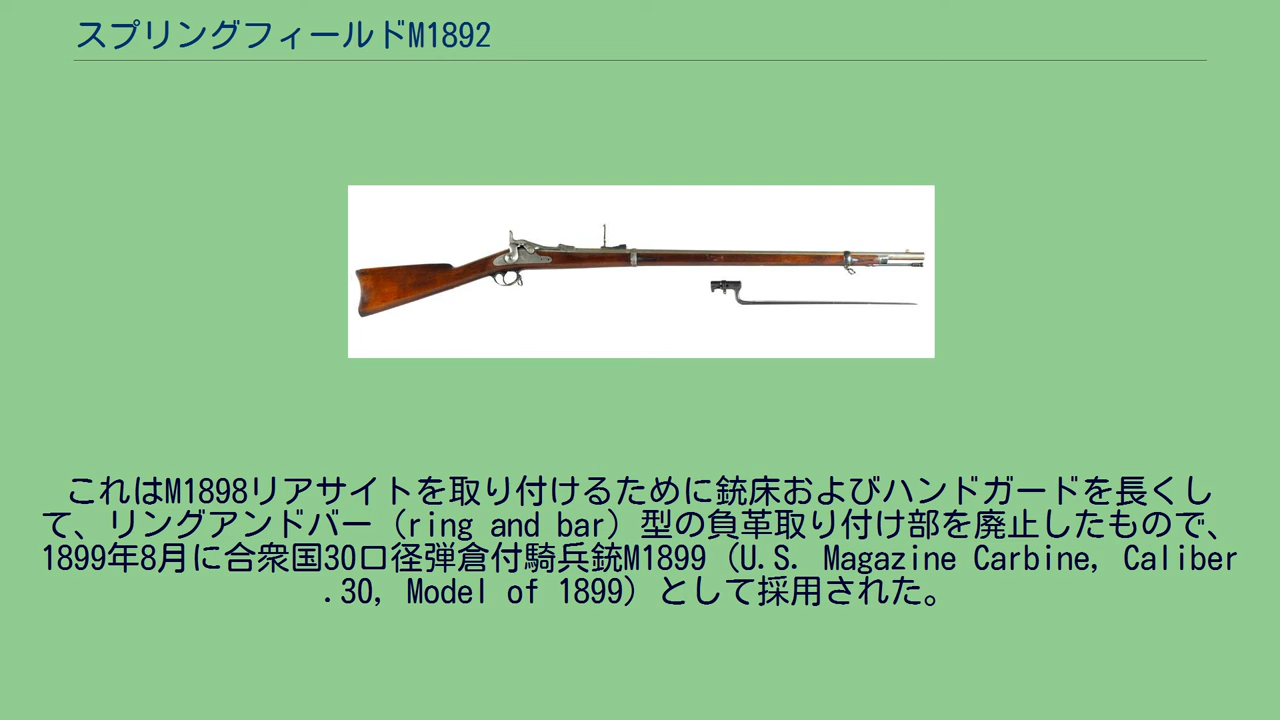 スプリングフィールドM1892
これはM1898リアサイトを取り付けるために銃床およびハンドガードを長くし
て、リングアンドバー（ring and bar）型の負革取り付け部を廃止したもので、
1899年8月に合衆国30口径弾倉付騎兵銃M1899（U.S. Magazine Carbine, Caliber
.30, Model of 1899）として採用された。